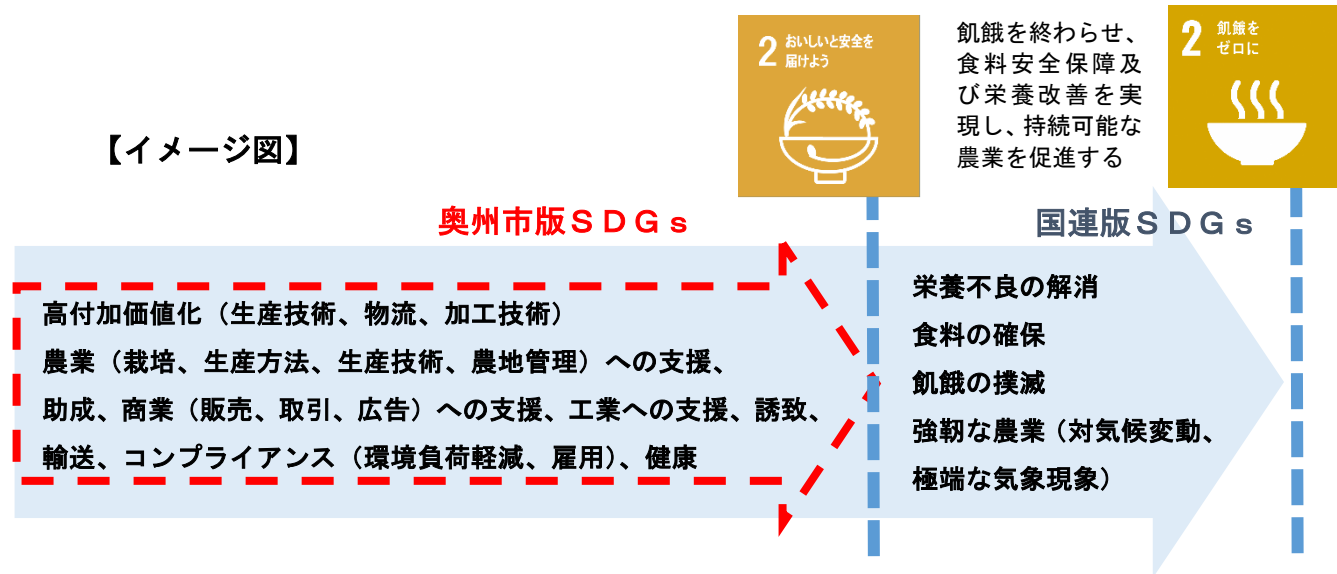 2 おいしいと安全を
届けよう
飢餓を終わらせ、
食料安全保障及
び栄養改善を実
現し、持続可能な
農業を促進する
2 飢餓を
ゼロに
【イメージ図】
奥州市版ＳＤＧｓ
国連版ＳＤＧｓ
高付加価値化（生産技術、物流、加工技術）
農業（栽培、生産方法、生産技術、農地管理）への支援、
助成、商業（販売、取引、広告）への支援、工業への支援、誘致、
輸送、コンプライアンス（環境負荷軽減、雇用）、健康
栄養不良の解消
食料の確保
飢餓の撲滅
強靭な農業（対気候変動、
極端な気象現象）